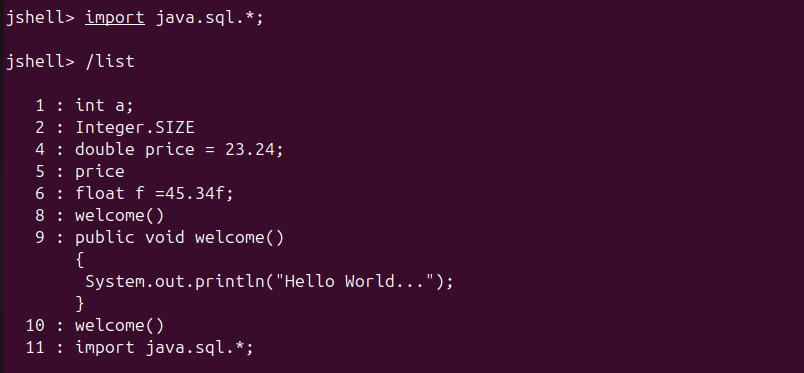 jshell> import java.sql.*;
jshell> /list
1 : int a;
2 : Integer.SIZE
4 : double price = 23.24;
5 : price
6 : float f =45.34f;
8 : welcome()
9 : public void welcome()
{
System.out.println("Hello World...");
}
10 : welcome()
11 : import java.sql.*;